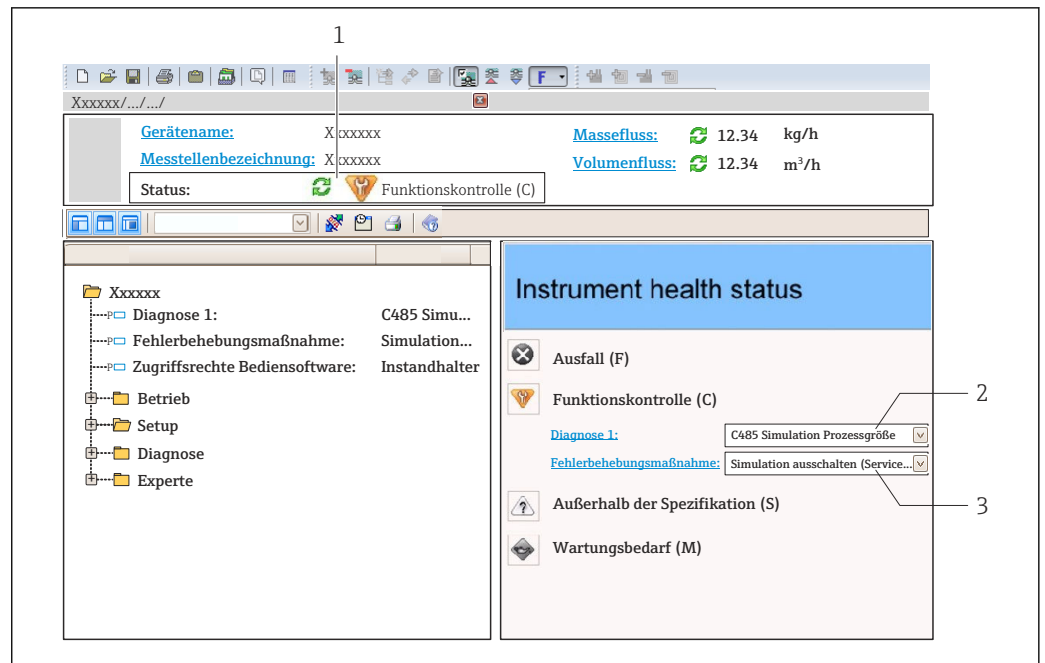 1
F
Xxxxxx/.../.../
Gerätename: Xxxxxxx
Messstellenbezeichnung: Xxxxxxx
Status: Funktionskontrolle (C)
Massefluss: 12.34 kg/h
Volumenfluss: 12.34 m³/h
Xxxxxx
Diagnose 1: C485 Simu...
Fehlerbehebungsmaßnahme: Simulation...
Zugriffsrechte Bediensoftware: Instandhalter
Betrieb
Setup
Diagnose
Experte
Instrument health status
Ausfall (F)
Funktionskontrolle (C)
Diagnose 1: C485 Simulation Prozessgröße
2
Fehlerbehebungsmaßnahme: Simulation ausschalten (Service...
3
Außerhalb der Spezifikation (S)
Wartungsbedarf (M)